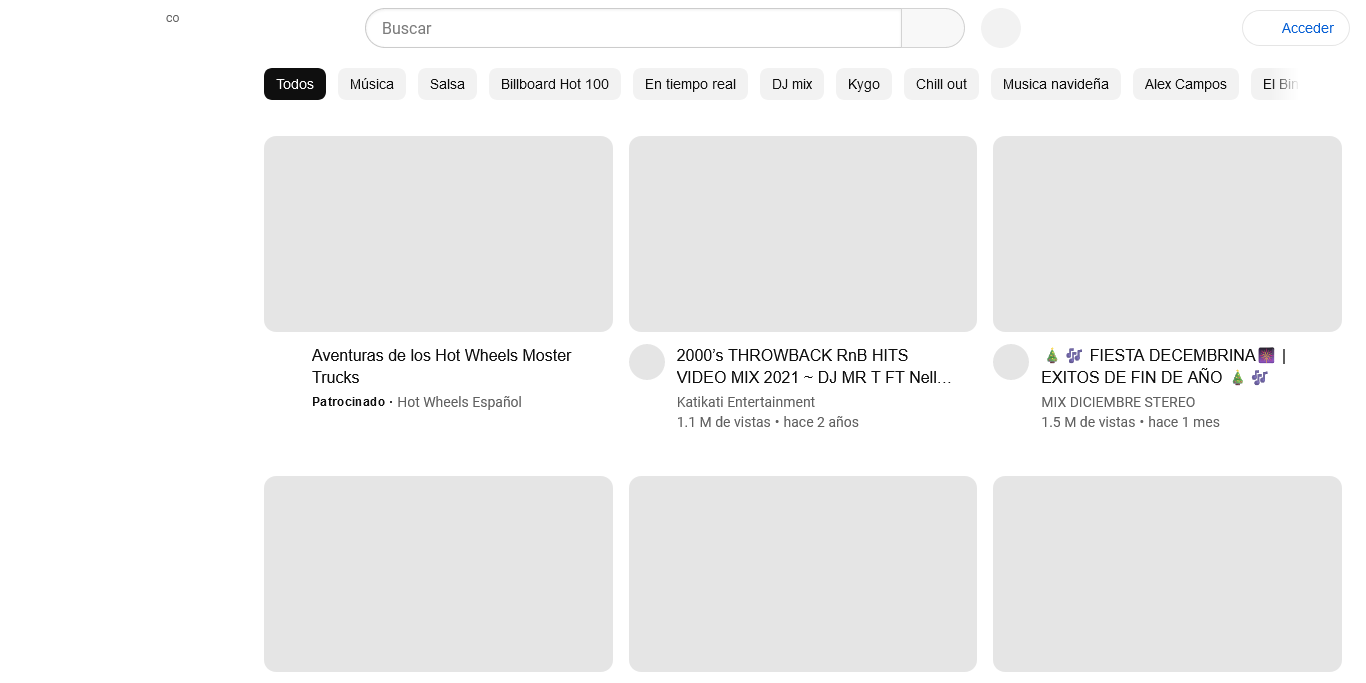 CO
Buscar
Acceder
Todos Música Salsa Billboard Hot 100 En tiempo real DJ mix Kygo Chill out Musica navideña Alex Campos El Bin
Aventuras de los Hot Wheels Moster
Trucks
Patrocinado · Hot Wheels Español
2000's THROWBACK RnB HITS
VIDEO MIX 2021 ~ DJ MR T FT Nell…
Katikati Entertainment
1.1 M de vistas • hace 2 años
🎄🎶 FIESTA DECEMBRINA🎆 |
EXITOS DE FIN DE AÑO 🎄🎶
MIX DICIEMBRE STEREO
1.5 M de vistas • hace 1 mes